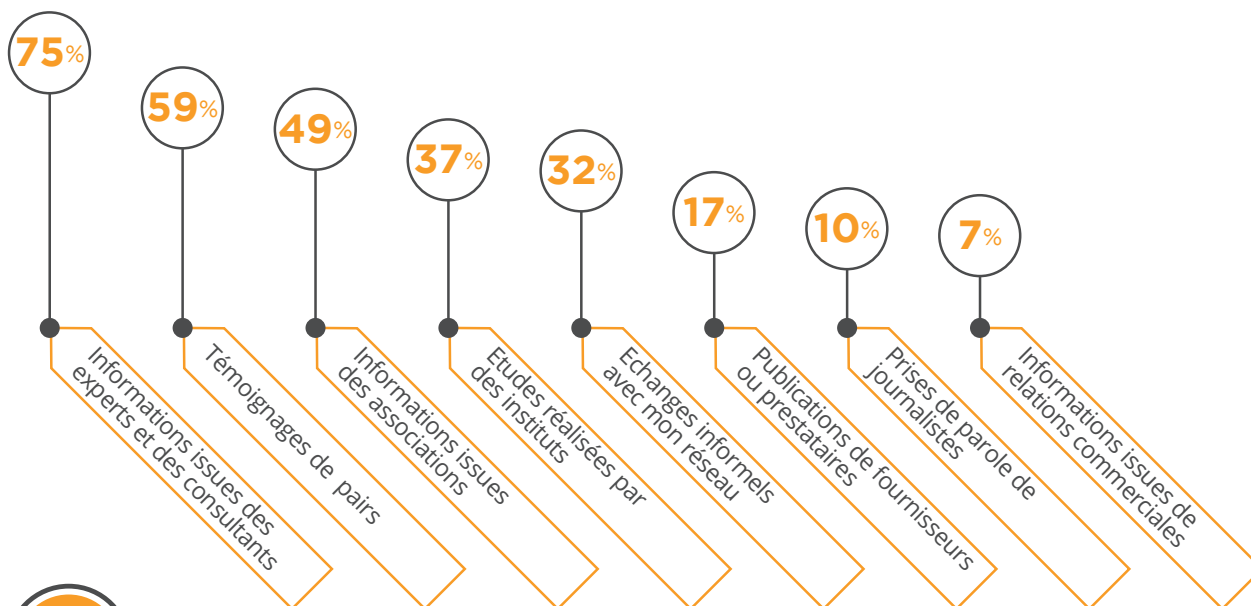 75%
59%
49%
37%
32%
17%
10%
7%
Informations issues des
experts et des consultants
Témoignages de pairs
Informations issues
des associations
Etudes réalisées par
des instituts
Echanges informels
avec mon réseau
Publications de fournisseurs
ou prestataires
Prises de parole de
journalistes
Informations issues de
relations commerciales